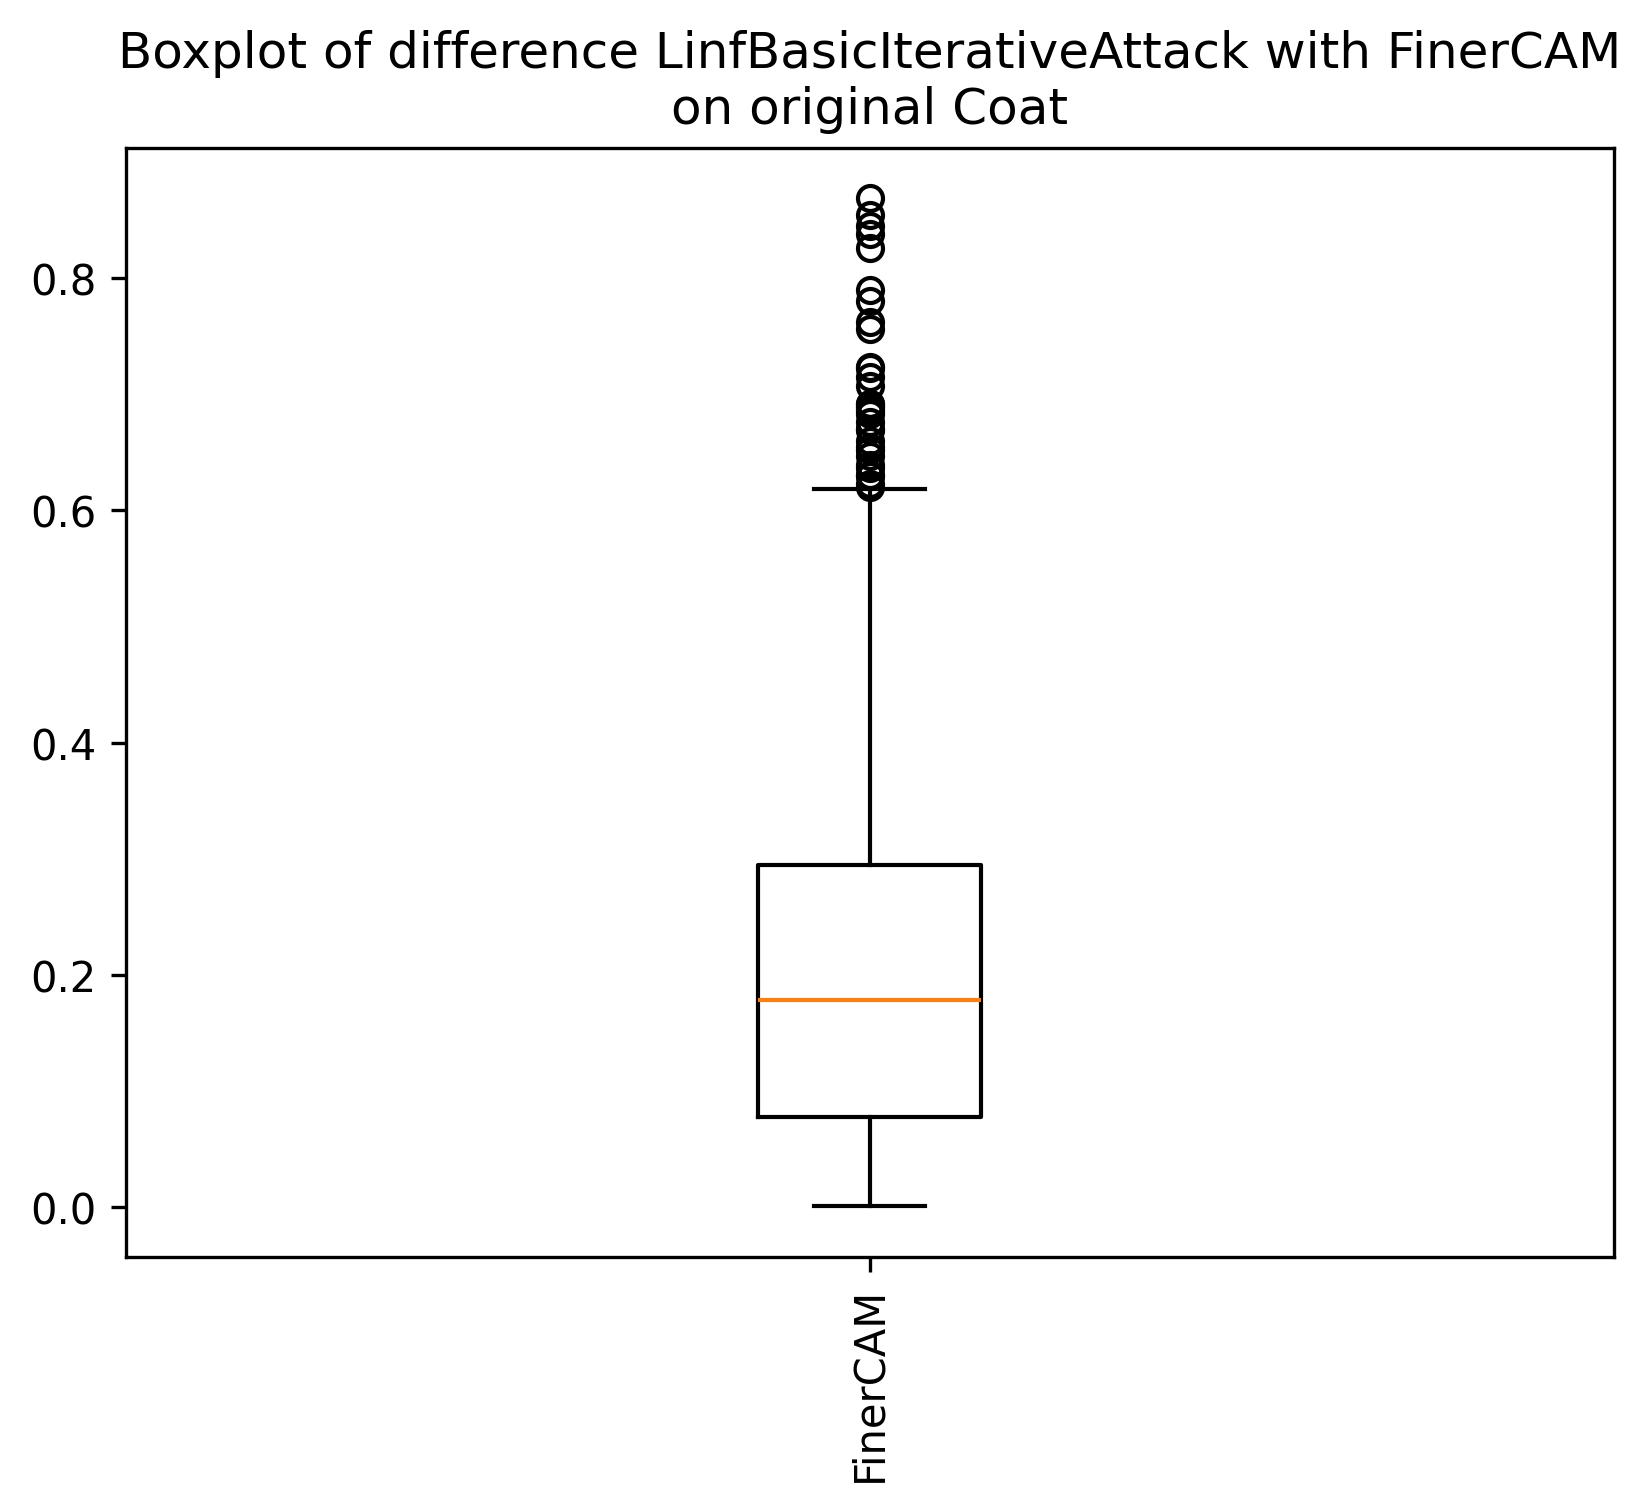 Boxplot of difference LinfBasicIterativeAttack with FinerCAM
on original Coat
0.8
0.6
0.4
0.2
0.0
FinerCAM